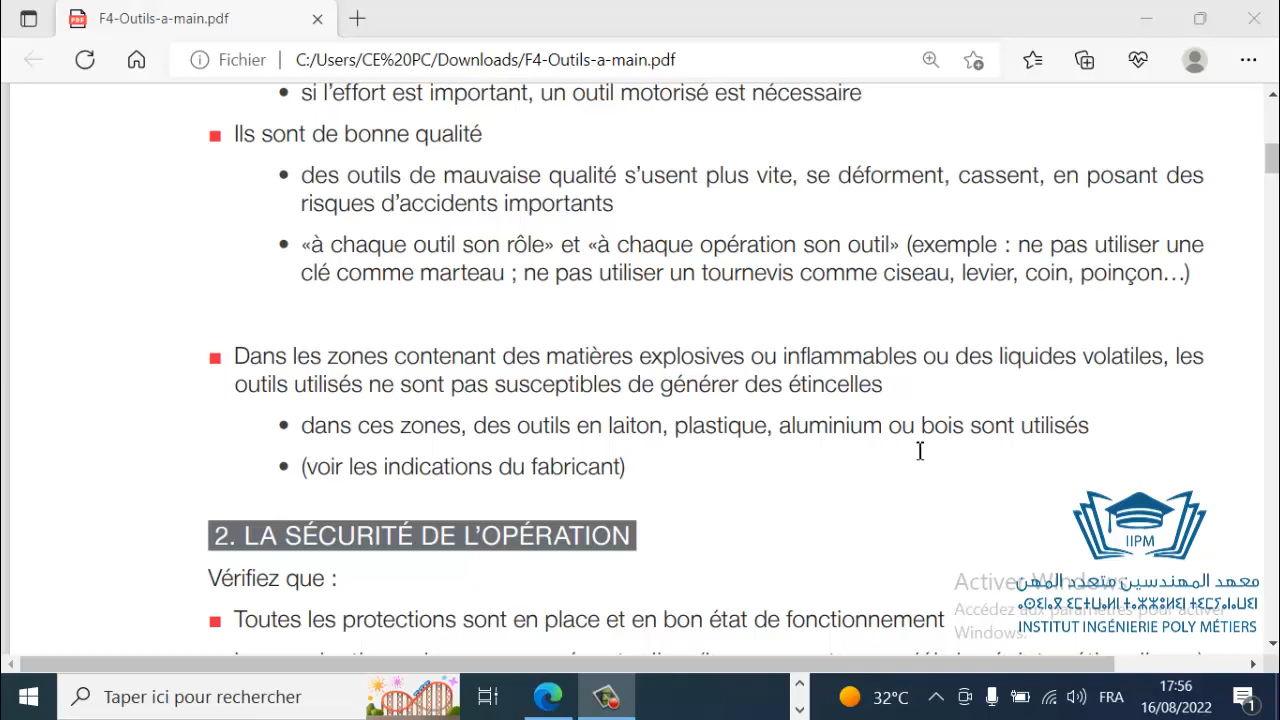 F4-Outils-a-main.pdf
Fichier
C:/Users/CE%20PC/Downloads/F4-Outils-a-main.pdf
• si l’effort est important, un outil motorisé est nécessaire
■ Ils sont de bonne qualité
• des outils de mauvaise qualité s’usent plus vite, se déforment, cassent, en posant des
risques d’accidents importants
• «à chaque outil son rôle» et «à chaque opération son outil» (exemple : ne pas utiliser une
clé comme marteau ; ne pas utiliser un tournevis comme ciseau, levier, coin, poinçon…)
■ Dans les zones contenant des matières explosives ou inflammables ou des liquides volatiles, les
outils utilisés ne sont pas susceptibles de générer des étincelles
• dans ces zones, des outils en laiton, plastique, aluminium ou bois sont utilisés
• (voir les indications du fabricant)
2. LA SÉCURITÉ DE L’OPÉRATION
Vérifiez que :
■ Toutes les protections sont en place et en bon état de fonctionnement
IIPM
Activer Windows
معهد المهندسين متعدد المهن
Accédez aux paramètres pour activer
Windows.
INSTITUT INGÉNIERIE POLY MÉTIERS
Taper ici pour rechercher
32°C
FRA
17:56
16/08/2022
1